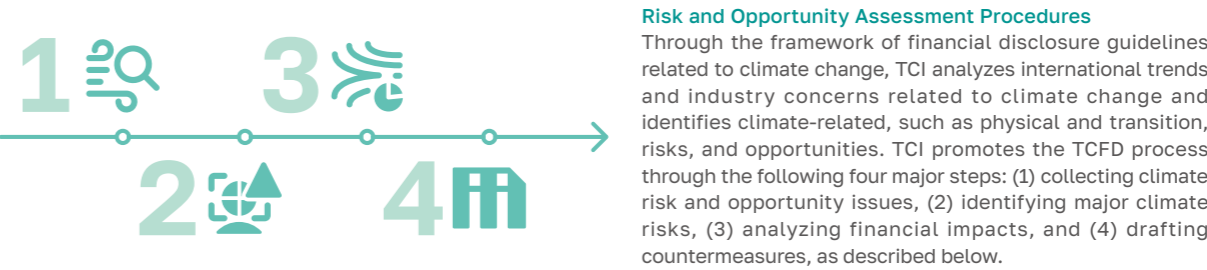 1
3
2
4
Risk and Opportunity Assessment Procedures
Through the framework of financial disclosure guidelines
related to climate change, TCI analyzes international trends
and industry concerns related to climate change and
identifies climate-related, such as physical and transition,
risks, and opportunities. TCI promotes the TCFD process
through the following four major steps: (1) collecting climate
risk and opportunity issues, (2) identifying major climate
risks, (3) analyzing financial impacts, and (4) drafting
countermeasures, as described below.